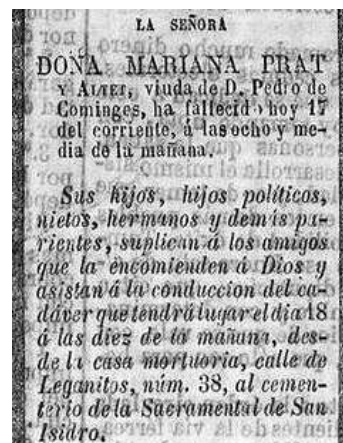 LA SEÑORA
DOÑA MARIANA PRAT
Y ALTET, viuda de D. Pedro de
Cominges, ha fallecido hoy 17
del corriente, á las ocho y me-
dia de la mañana.
Sus hijos, hijos políticos,
nietos, hermanos y demás pa-
rientes, suplican á los amigos
que la encomienden á Dios y
asistan á la conduccion del ca-
dáver que tendrá lugar el dia 18
á las diez de la mañana, des-
de la casa mortuoria, calle de
Leganitos, núm. 38, al cemen-
terio de la Sacramental de San
Isidro.